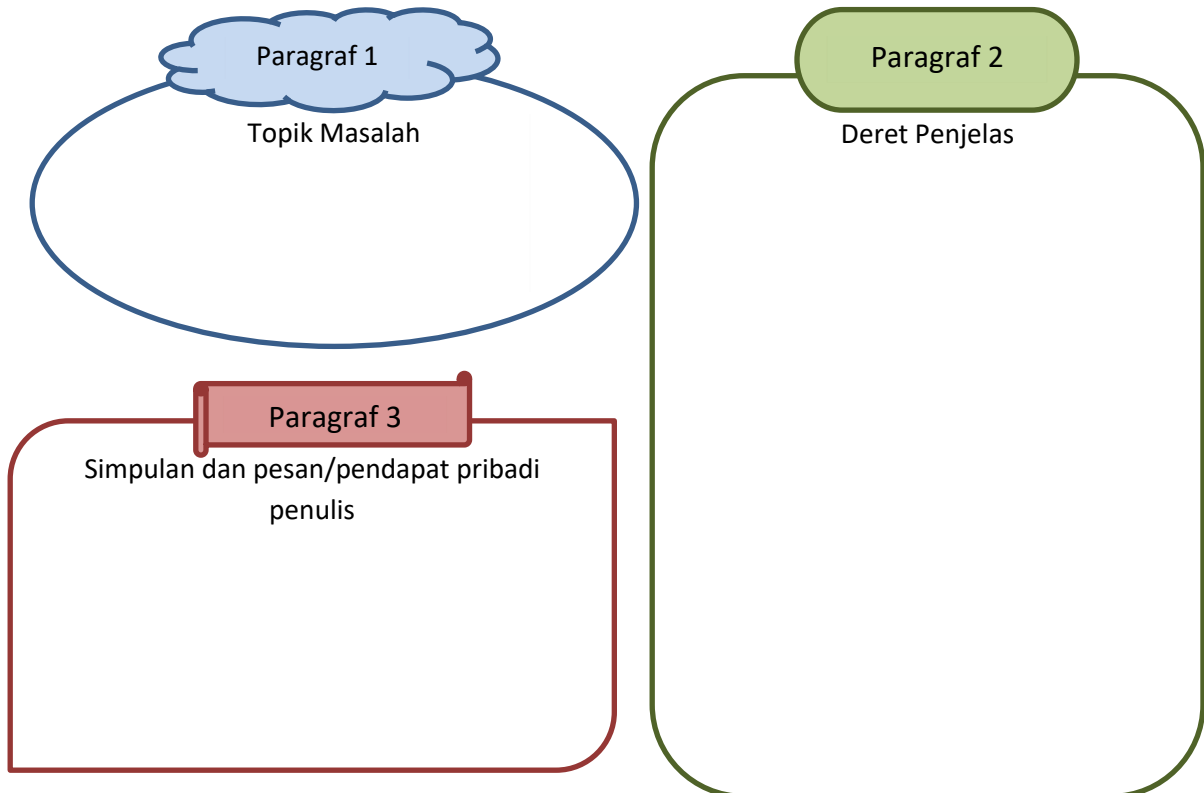 Paragraf 1
Topik Masalah
Paragraf 2
Deret Penjelas
Paragraf 3
Simpulan dan pesan/pendapat pribadi
penulis